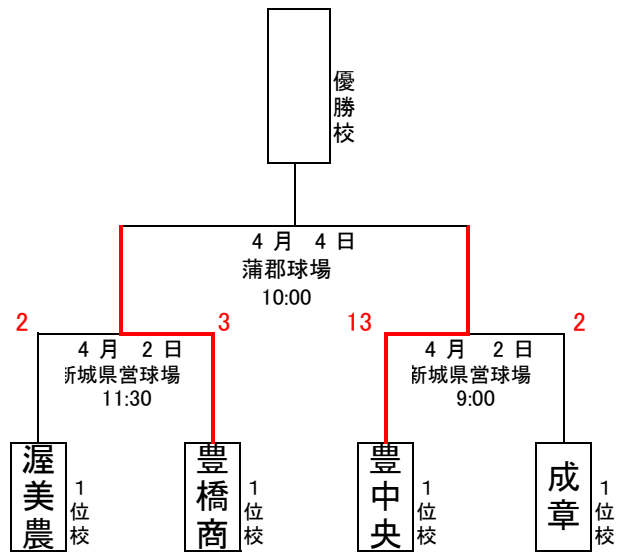 優勝校
4月 4日
蒲郡球場
10:00
2
3
13
2
4月 2日
新城県営球場
11:30
4月 2日
新城県営球場
9:00
渥美農
1位校
豊橋商
1位校
豊中央
1位校
成章
1位校